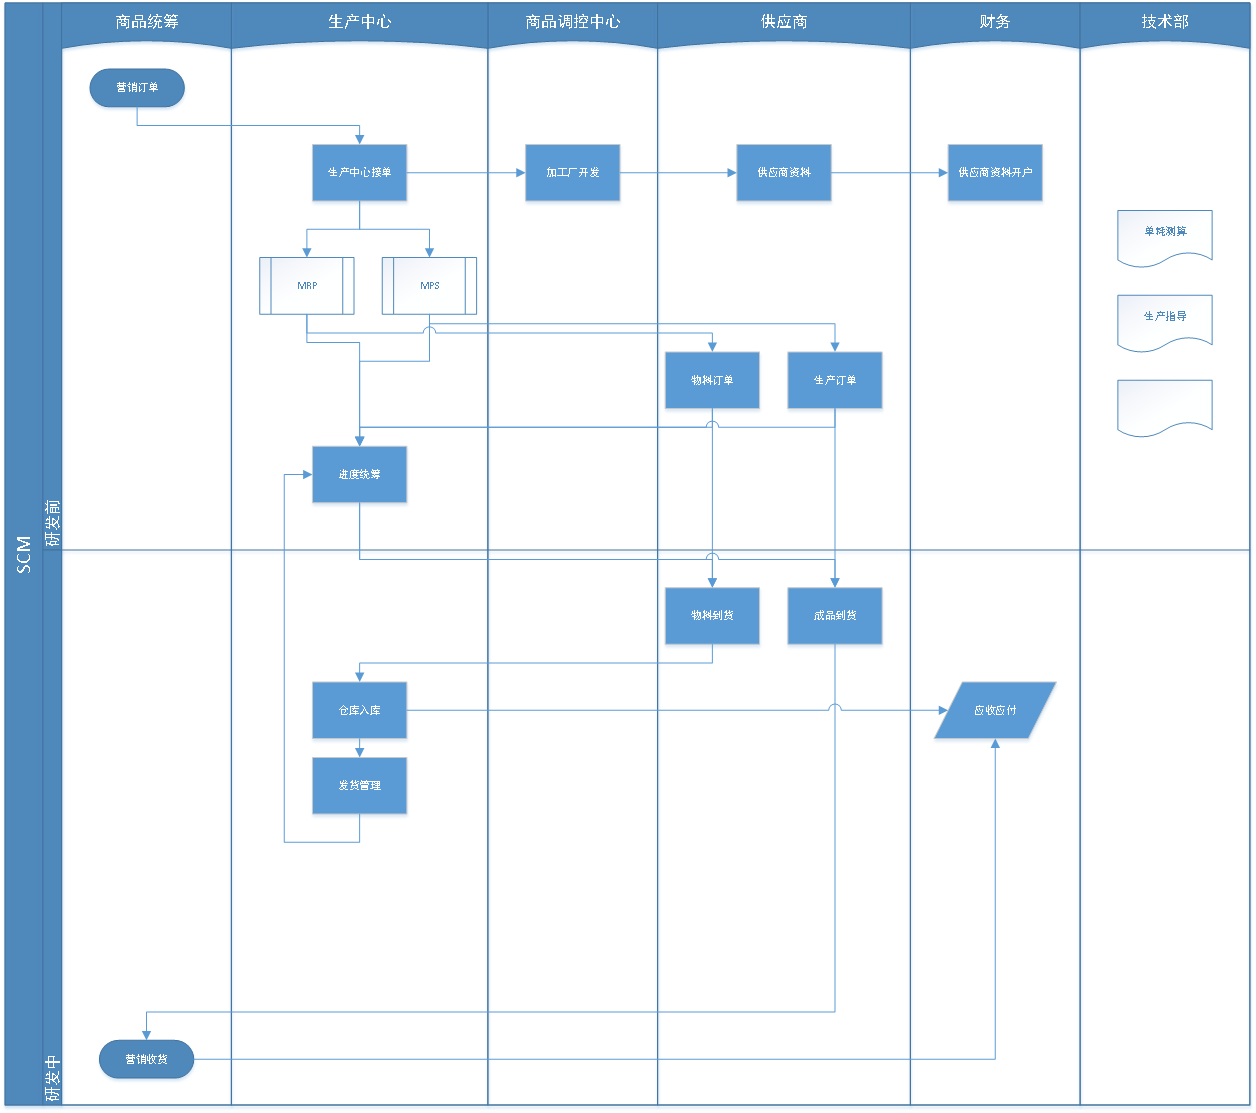 商品统筹
生产中心
商品调控中心
供应商
财务
技术部
SCM
研发前
研发中
营销订单
生产中心接单
加工厂开发
供应商资料
供应商资料开户
单耗测算
MRP
MPS
生产指导
物料订单
生产订单
进度统筹
物料到货
成品到货
仓库入库
应收应付
发货管理
营销收货